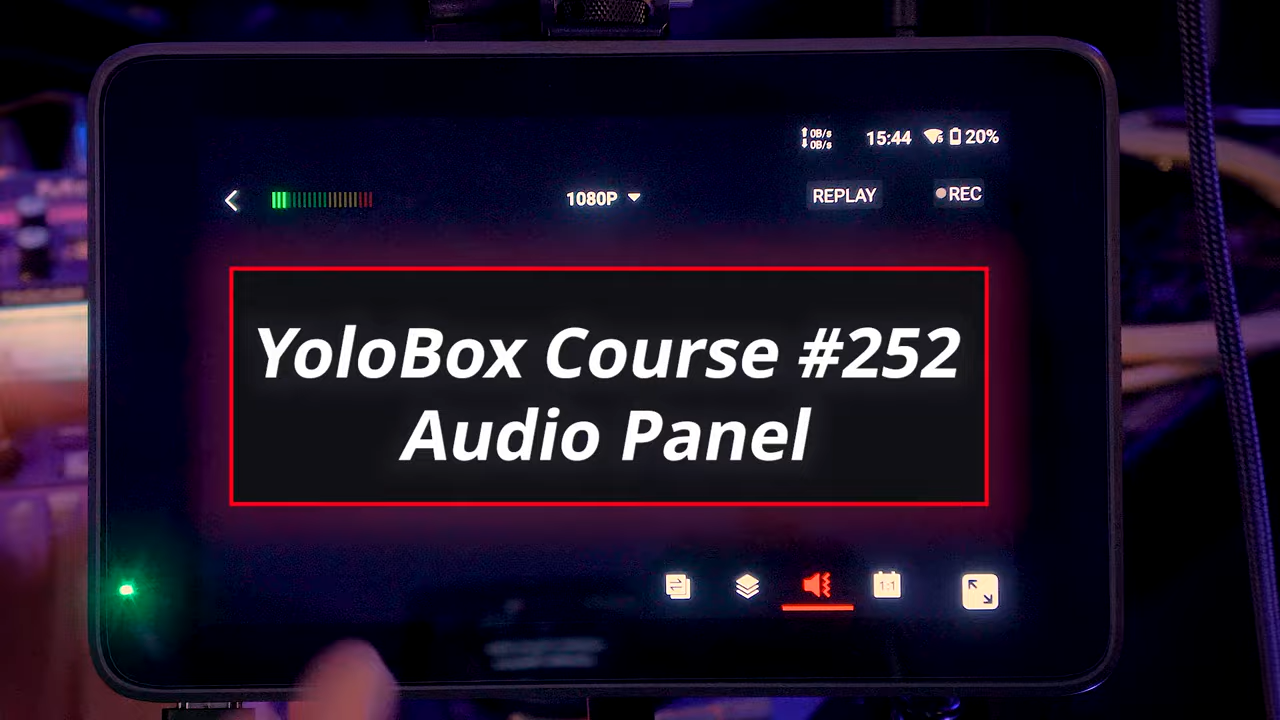 0B/s
0B/s
15:44
20%
1080P
REPLAY
REC
YoloBox Course #252
Audio Panel
1:1